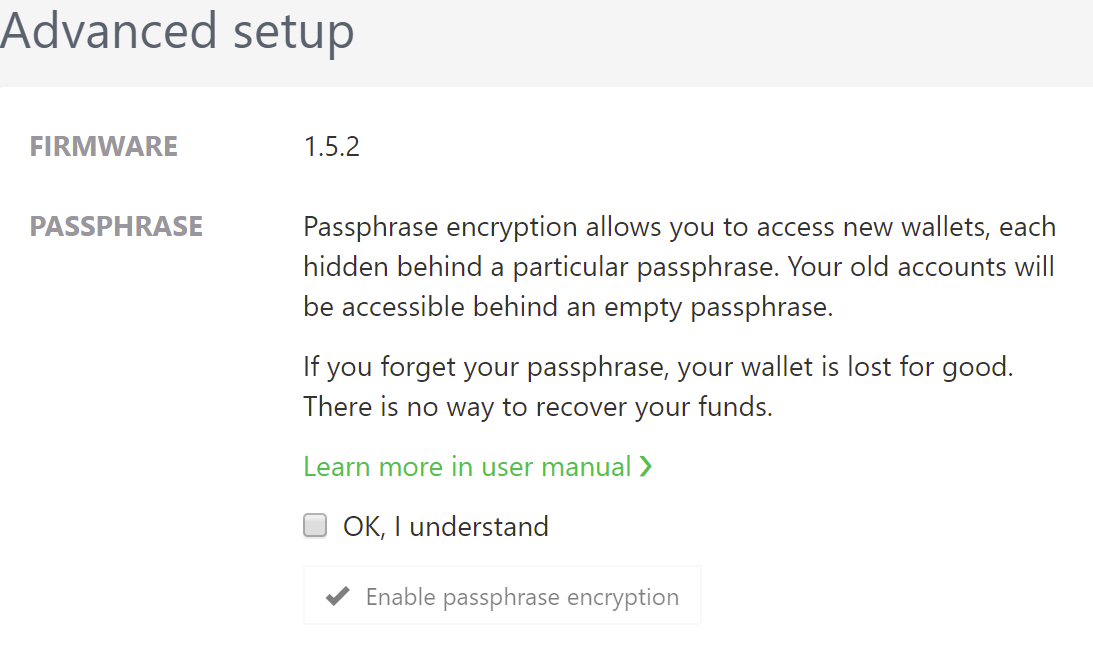 Advanced setup
FIRMWARE 1.5.2
PASSPHRASE Passphrase encryption allows you to access new wallets, each
hidden behind a particular passphrase. Your old accounts will
be accessible behind an empty passphrase.
If you forget your passphrase, your wallet is lost for good.
There is no way to recover your funds.
Learn more in user manual
OK, I understand
Enable passphrase encryption